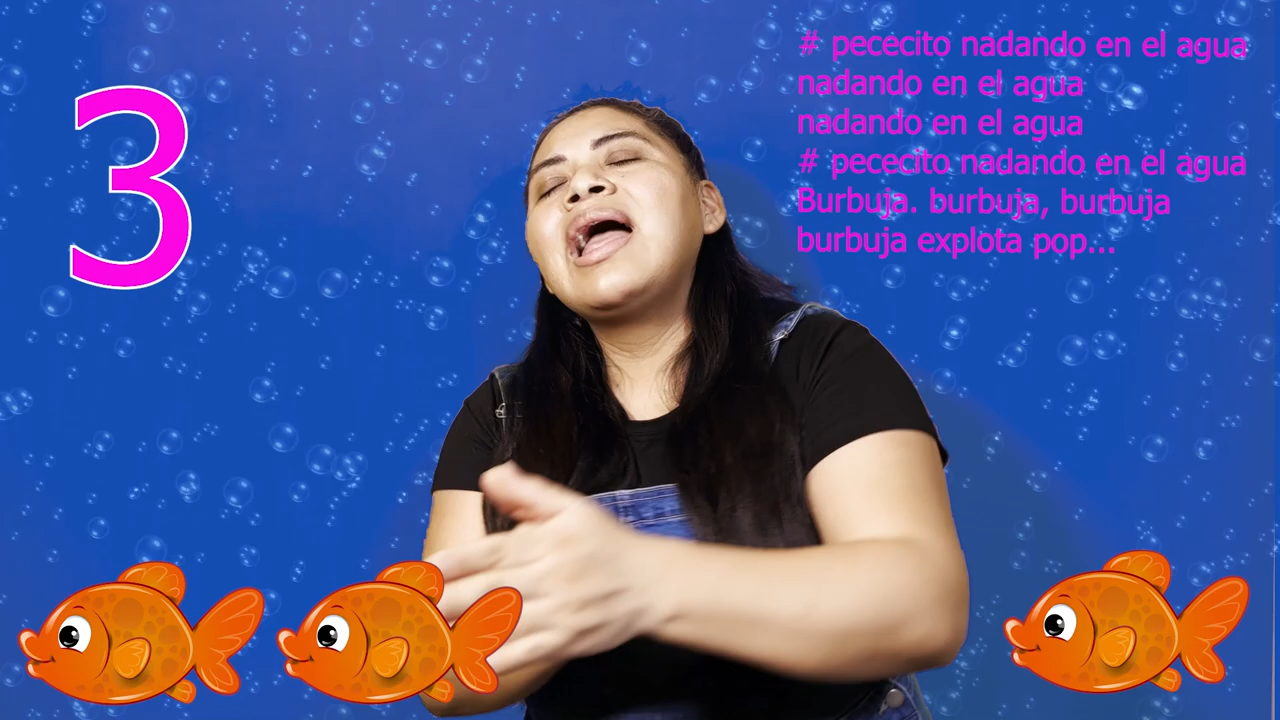 3
# pececito nadando en el agua
nadando en el agua
nadando en el agua
# pececito nadando en el agua
Burbuja. burbuja, burbuja
burbuja explota pop...